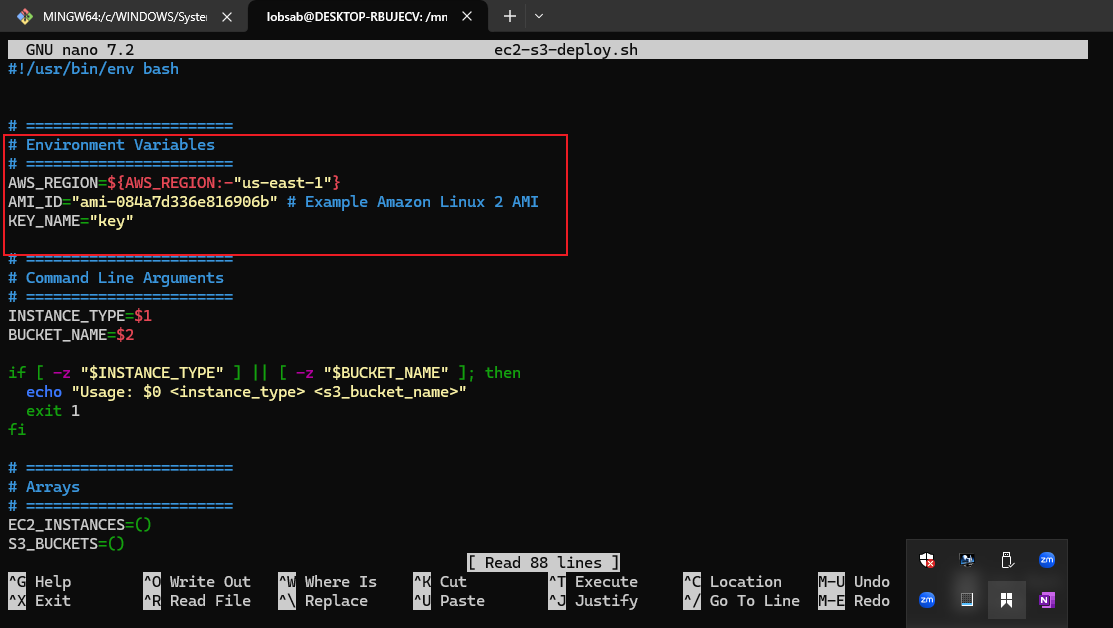 MINGW64:/c/WINDOWS/Syste
lobsab@DESKTOP-RBUJECV: /mn
GNU nano 7.2 ec2-s3-deploy.sh
#!/usr/bin/env bash
# =======================
# Environment Variables
# =======================
AWS_REGION=${AWS_REGION:-"us-east-1"}
AMI_ID="ami-084a7d336e816906b" # Example Amazon Linux 2 AMI
KEY_NAME="key"
# =======================
# Command Line Arguments
# =======================
INSTANCE_TYPE=$1
BUCKET_NAME=$2
if [ -z "$INSTANCE_TYPE" ] || [ -z "$BUCKET_NAME" ]; then
  echo "Usage: $0 <instance_type> <s3_bucket_name>"
  exit 1
fi
# =======================
# Arrays
# =======================
EC2_INSTANCES=()
S3_BUCKETS=()
[ Read 88 lines ]
^G Help ^O Write Out ^W Where Is ^K Cut ^T Execute ^C Location M-U Undo
^X Exit ^R Read File ^\ Replace ^U Paste ^J Justify ^/ Go To Line M-E Redo
zm
zm
N